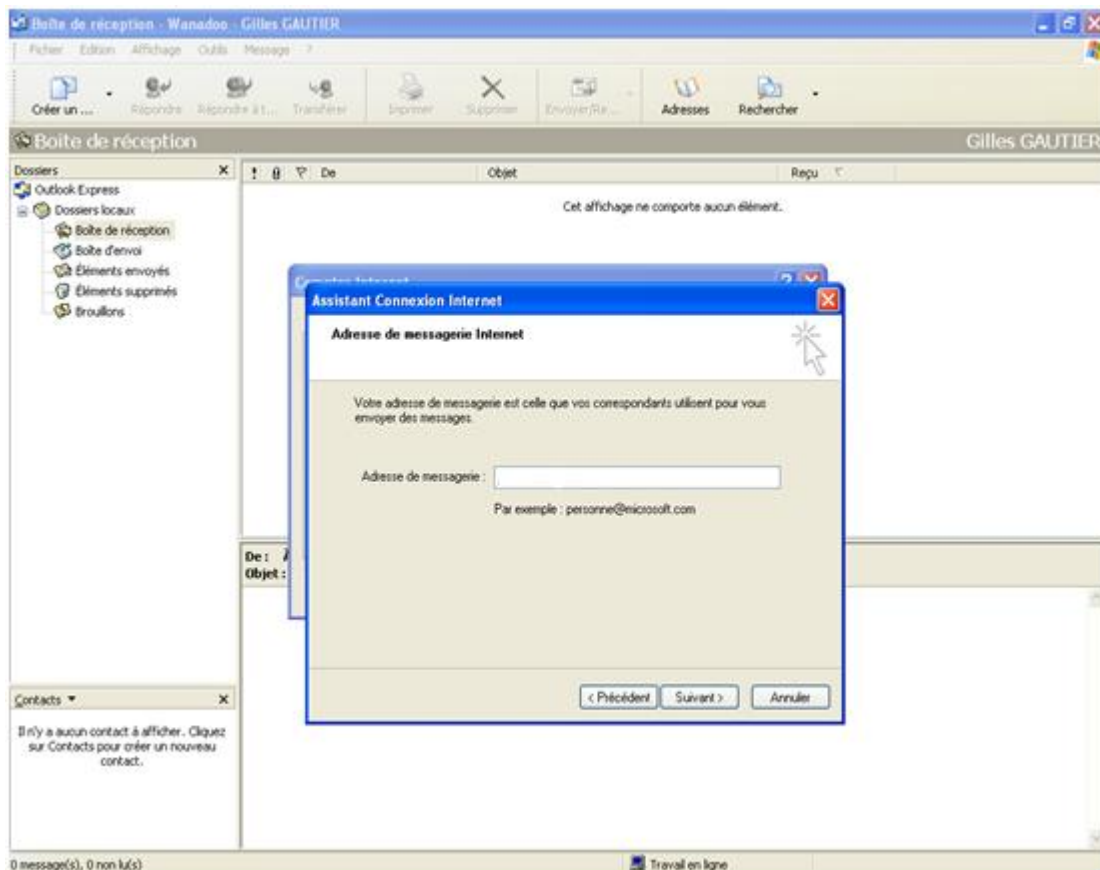 Boîte de réception - Wanadoo - Gilles GAUTIER
Fichier Edition Affichage Outils Message ?
Créer un ... Répondre Répondre à t... Transférer Imprimer Supprimer Envoyer/Re... Adresses Rechercher
Boîte de réception Gilles GAUTIER
Dossiers
! De Objet Reçu
Outlook Express
Dossiers locaux
Boîte de réception
Boîte d'envoi
Éléments envoyés
Éléments supprimés
Brouillons
Cet affichage ne comporte aucun élément.
Comptes Internet
Assistant Connexion Internet
Adresse de messagerie Internet
Votre adresse de messagerie est celle que vos correspondants utilisent pour vous
envoyer des messages.
Adresse de messagerie :
Par exemple : personne@microsoft.com
< Précédent Suivant > Annuler
De :
Objet :
Contacts
Il n'y a aucun contact à afficher. Cliquez
sur Contacts pour créer un nouveau
contact.
0 message(s), 0 non lu(s) Travail en ligne